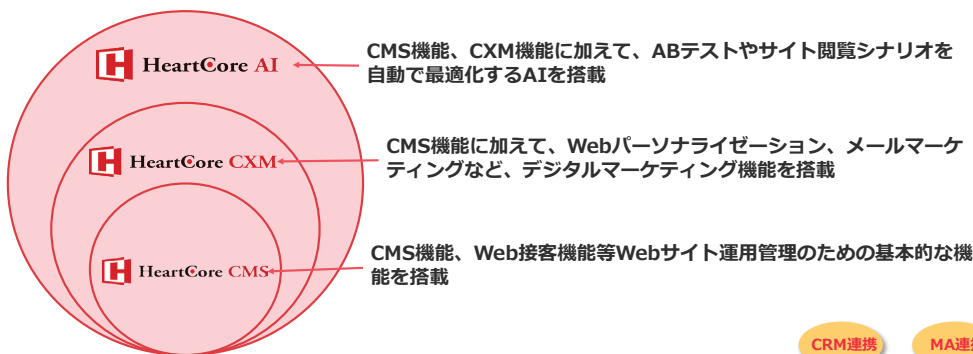 HeartCore AI
CMS機能、CXM機能に加えて、ABテストやサイト閲覧シナリオを
自動で最適化するAIを搭載
HeartCore CXM
CMS機能に加えて、Webパーソナライゼーション、メールマーケ
ティングなど、デジタルマーケティング機能を搭載
HeartCore CMS
CMS機能、Web接客機能等Webサイト運用管理のための基本的な機
能を搭載
CRM連携
MA連